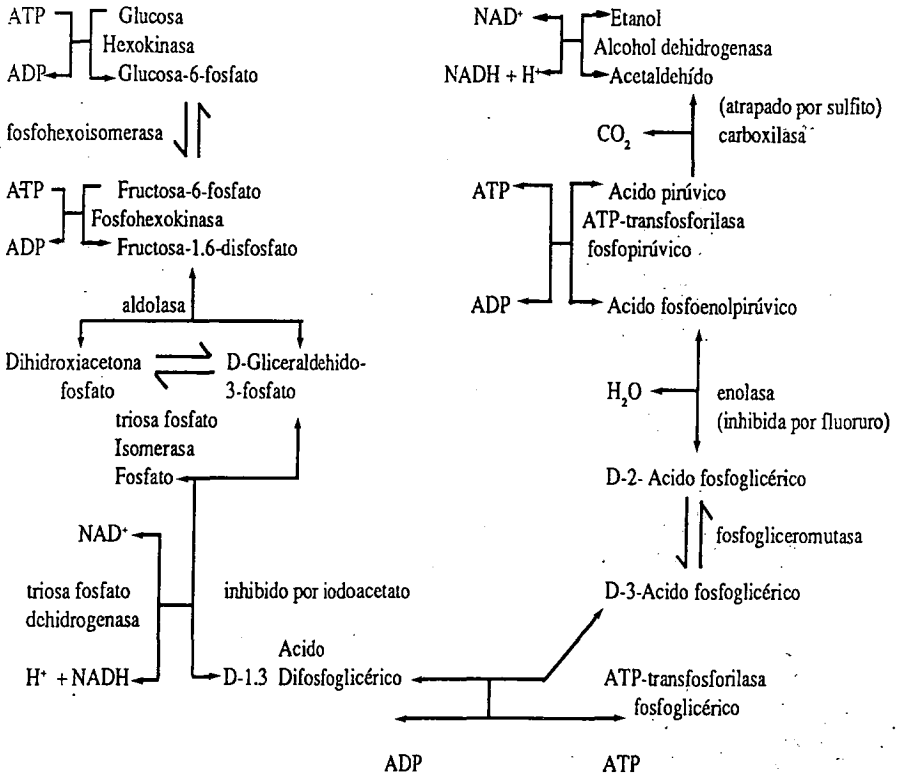 ATP Glucosa
Hexokinasa
ADP Glucosa-6-fosfato
fosfohexoisomerasa
ATP Fructosa-6-fosfato
Fosfohexokinasa
ADP Fructosa-1.6-disfosfato
aldolasa
Dihidroxiacetona
fosfato
D-Gliceraldehido-
3-fosfato
triosa fosfato
Isomerasa
Fosfato
NAD⁺
triosa fosfato
dehidrogenasa
inhibido por iodoacetato
H⁺ + NADH
Acido
D-1.3 Difosfoglicérico
ADP ATP
ATP-transfosforilasa
fosfoglicérico
D-3-Acido fosfoglicérico
fosfogliceromutasa
D-2- Acido fosfoglicérico
H₂O
enolasa
(inhibida por fluoruro)
ADP Acido fosfoenolpirúvico
ATP Acido pirúvico
ATP-transfosforilasa
fosfopirúvico
CO₂
(atrapado por sulfito)
carboxilasa
NAD⁺ Etanol
Alcohol dehidrogenasa
NADH + H⁺ Acetaldehído